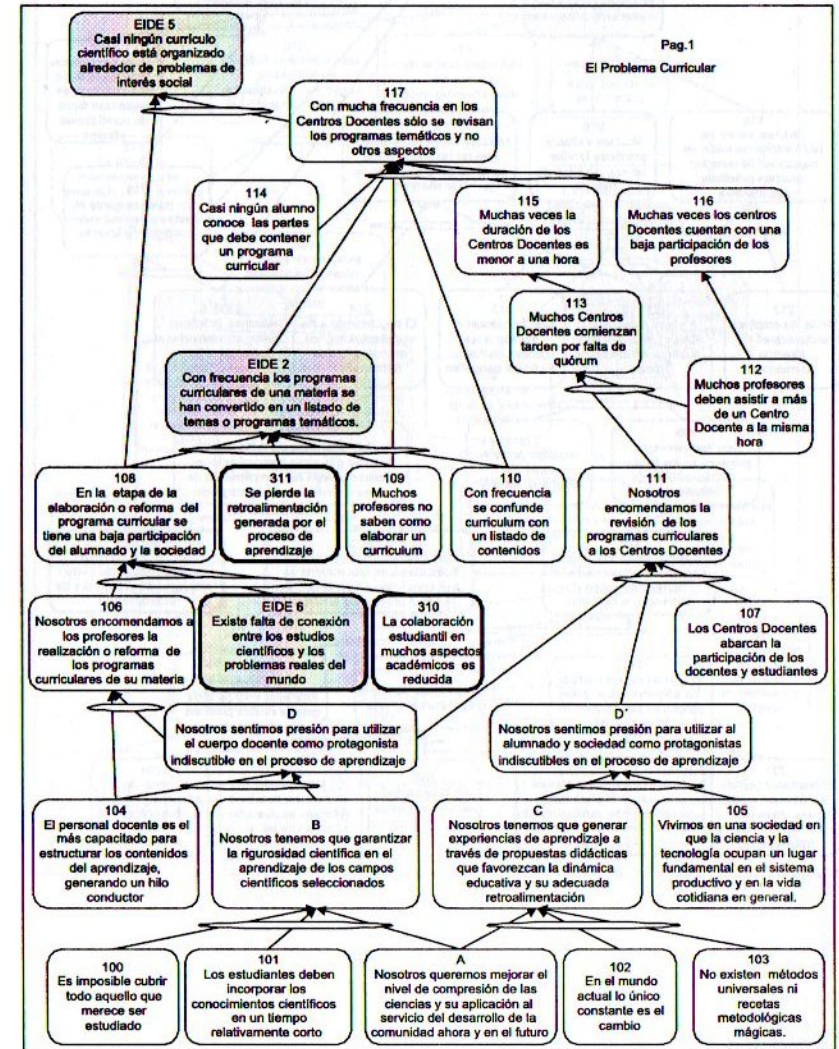 Pag.1
El Problema Curricular
EIDE 5
Casi ningún currículo
científico está organizado
alrededor de problemas de
interés social
117
Con mucha frecuencia en los
Centros Docentes sólo se revisan
los programas temáticos y no
otros aspectos
114
Casi ningún alumno
conoce las partes
que debe contener
un programa
curricular
115
Muchas veces la
duración de los
Centros Docentes es
menor a una hora
116
Muchas veces los centros
Docentes cuentan con una
baja participación de los
profesores
113
Muchos Centros
Docentes comienzan
tarden por falta de
quórum
EIDE 2
Con frecuencia los programas
curriculares de una materia se
han convertido en un listado de
temas o programas temáticos.
112
Muchos profesores
deben asistir a más
de un Centro
Docente a la misma
hora
108
En la etapa de la
elaboración o reforma del
programa curricular se
tiene una baja participación
del alumnado y la sociedad
311
Se pierde la
retroalimentación
generada por el
proceso de
aprendizaje
109
Muchos
profesores no
saben como
elaborar un
curriculum
110
Con frecuencia
se confunde
curriculum con
un listado de
contenidos
111
Nosotros
encomendamos la
revisión de los
programas curriculares
a los Centros Docentes
106
Nosotros encomendamos a
los profesores la
realización o reforma de
los programas
curriculares de su materia
EIDE 6
Existe falta de conexión
entre los estudios
científicos y los
problemas reales del
mundo
310
La colaboración
estudiantil en
muchos aspectos
académicos es
reducida
107
Los Centros Docentes
abarcan la
participación de los
docentes y estudiantes
D
Nosotros sentimos presión para utilizar
el cuerpo docente como protagonista
indiscutible en el proceso de aprendizaje
D´
Nosotros sentimos presión para utilizar al
alumnado y sociedad como protagonistas
indiscutibles en el proceso de aprendizaje
104
El personal docente es el
más capacitado para
estructurar los contenidos
del aprendizaje,
generando un hilo
conductor
B
Nosotros tenemos que garantizar
la rigurosidad científica en el
aprendizaje de los campos
científicos seleccionados
C
Nosotros tenemos que generar
experiencias de aprendizaje a
través de propuestas didácticas
que favorezcan la dinámica
educativa y su adecuada
retroalimentación
105
Vivimos en una sociedad en
que la ciencia y la
tecnología ocupan un lugar
fundamental en el sistema
productivo y en la vida
cotidiana en general.
100
Es imposible cubrir
todo aquello que
merece ser
estudiado
101
Los estudiantes deben
incorporar los
conocimientos científicos
en un tiempo
relativamente corto
A
Nosotros queremos mejorar el
nivel de compresión de las
ciencias y su aplicación al
servicio del desarrollo de la
comunidad ahora y en el futuro
102
En el mundo
actual lo único
constante es el
cambio
103
No existen métodos
universales ni
recetas
metodológicas
mágicas.